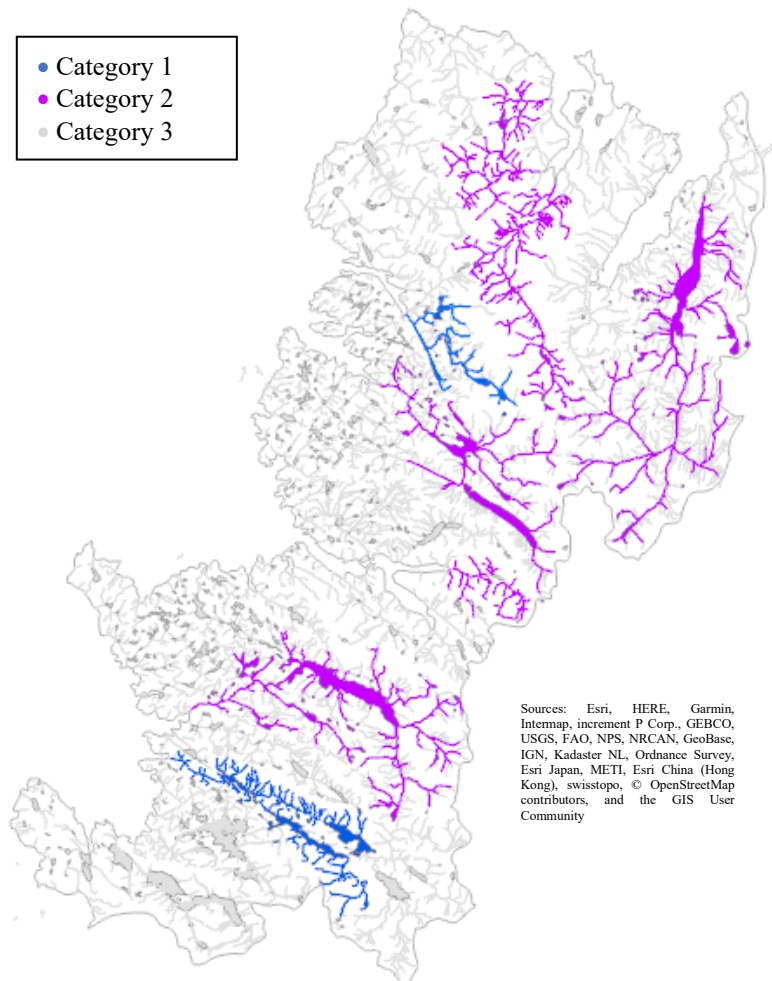 Category 1
Category 2
Category 3
Sources: Esri, HERE, Garmin,
Intermap, increment P Corp., GEBCO,
USGS, FAO, NPS, NRCAN, GeoBase,
IGN, Kadaster NL, Ordnance Survey,
Esri Japan, METI, Esri China (Hong
Kong), swisstopo, © OpenStreetMap
contributors, and the GIS User
Community